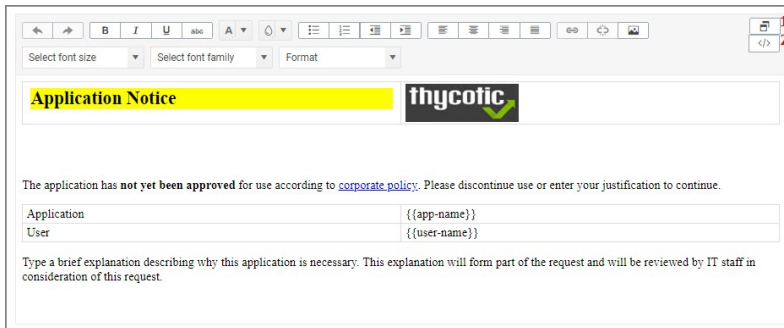 B I U abc A
1
Select font size Select font family Format
</>
2
Application Notice thycotic
The application has not yet been approved for use according to corporate policy. Please discontinue use or enter your justification to continue.
Application {{app-name}}
User {{user-name}}
Type a brief explanation describing why this application is necessary. This explanation will form part of the request and will be reviewed by IT staff in
consideration of this request.